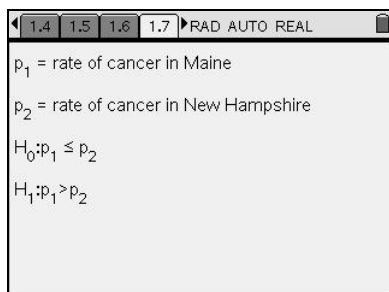 1.4 1.5 1.6 1.7 RAD AUTO REAL
p₁ = rate of cancer in Maine
p₂ = rate of cancer in New Hampshire
H₀:p₁ ≤ p₂
H₁:p₁>p₂